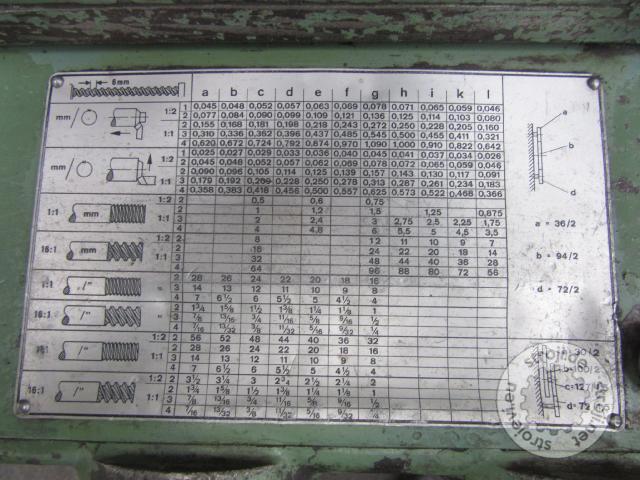 6mm
a b c d e f g h i k l
mm/ 1:2 1 0,045 0,048 0,052 0,057 0,063 0,069 0,078 0,071 0,065 0,059 0,046
2 0,077 0,084 0,090 0,099 0,109 0,121 0,136 0,125 0,114 0,103 0,080
1:1 2 0,155 0,168 0,181 0,198 0,218 0,243 0,272 0,250 0,228 0,205 0,160
3 0,310 0,336 0,362 0,396 0,437 0,485 0,545 0,500 0,455 0,411 0,321
4 0,620 0,672 0,724 0,792 0,874 0,970 1,090 1,000 0,910 0,822 0,642
mm/ 1:2 1 0,025 0,027 0,029 0,033 0,036 0,040 0,045 0,041 0,037 0,034 0,026
2 0,045 0,048 0,052 0,057 0,062 0,069 0,078 0,072 0,065 0,059 0,046
1:1 2 0,090 0,096 0,105 0,114 0,125 0,139 0,157 0,143 0,130 0,117 0,091
3 0,179 0,192 0,209 0,228 0,250 0,278 0,313 0,287 0,261 0,234 0,183
4 0,358 0,383 0,418 0,456 0,500 0,557 0,625 0,573 0,522 0,468 0,366
1:1 mm 1:2 2 0,5 0,6 0,75
1:1 2 1 1,2 1,5 1,25 0,875
3 2 2,4 3 2,75 2,5 2,25 1,75
4 4 4,8 6 5,5 5 4,5 3,5
16:1 mm 1:2 2 8 12 11 10 9 7
1:1 2 16 24 22 20 18 14
3 32 48 44 40 36 28
4 64 96 88 80 72 56
1:1 /" 2 28 26 24 22 20 18 16
3 14 13 12 11 10 9 8
4 7 6½ 6 5½ 5 4½ 4
16:1 /" 2 1¾ 1⅝ 1½ 1⅜ 1¼ 1⅛ 1
3 ⅞ 13/16 ¾ 11/16 ⅝ 9/16 ½
4 7/16 13/32 ⅜ 11/32 5/16 9/32 ¼
/" 1:2 2 56 52 48 44 40 36 32
1:1 2 28 26 24 22 20 18 16
3 14 13 12 11 10 9 8
4 7 6½ 6 5½ 5 4½ 4
16:1 /" 1:2 2 3½ 3¼ 3 2¾ 2½ 2¼ 2
1:1 2 1¾ 1⅝ 1½ 1⅜ 1¼ 1⅛ 1
3 ⅞ 13/16 ¾ 11/16 ⅝ 9/16 ½
4 7/16 13/32 ⅜ 5/16 9/32 ¼
a
b
d
a = 36/2
b = 94/2
d = 72/2
strolevi.eu